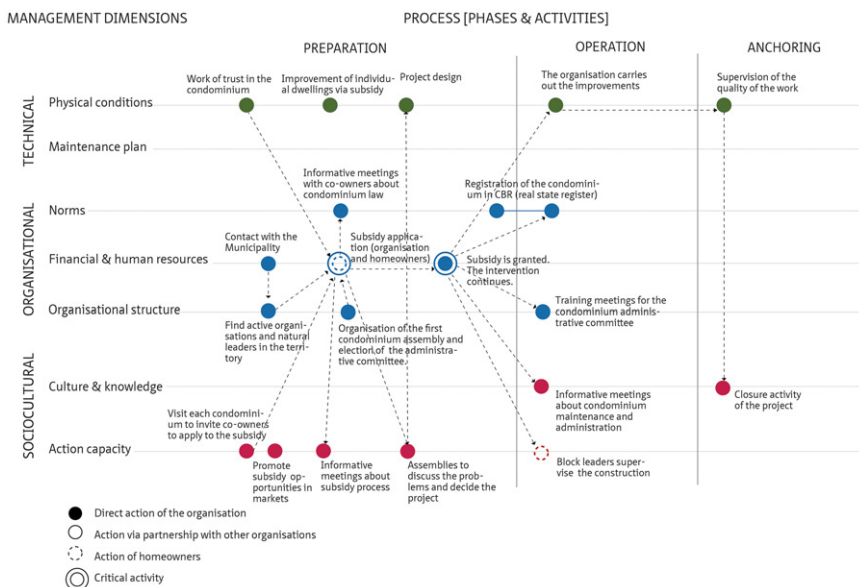 MANAGEMENT DIMENSIONS
PROCESS [PHASES & ACTIVITIES]
PREPARATION
OPERATION
ANCHORING
TECHNICAL
Physical conditions
Work of trust in the
condominium
Improvement of individu-
al dwellings via subsidy
Project design
The organisation carries
out the improvements
Supervision of the
quality of the work
Maintenance plan
ORGANISATIONAL
Norms
Informative meetings
with co-owners about
condominium law
Registration of the condomini-
um in CBR (real state register)
Financial & human resources
Contact with the
Municipality
Subsidy applica-
tion (organisation
and homeowners)
Subsidy is granted.
The intervention
continues.
Organisational structure
Find active organi-
sations and natural
leaders in the terri-
tory
Organisation of the first
condominium assembly and
election of the administra-
tive committee.
Training meetings for the
condominium adminis-
trative committee
SOCIOCULTURAL
Culture & knowledge
Informative meetings
about condominium
maintenance and
administration
Closure activity
of the project
Action capacity
Visit each condomini-
um to invite co-owners
to apply to the subsidy
Promote
subsidy op-
portunities in
markets
Informative
meetings about
subsidy process
Assemblies to
discuss the prob-
lems and decide the
project
Block leaders super-
vise the construction
Direct action of the organisation
Action via partnership with other organisations
Action of homeowners
Critical activity